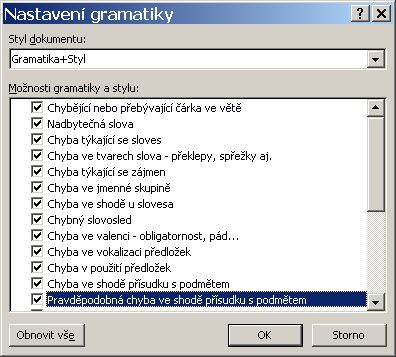 Nastavení gramatiky
Styl dokumentu:
Gramatika+Styl
Možnosti gramatiky a stylu:
Chybějící nebo přebývající čárka ve větě
Nadbytečná slova
Chyba týkající se sloves
Chyba ve tvarech slova - překlepy, spřežky aj.
Chyba týkající se zájmen
Chyba ve jmenné skupině
Chyba ve shodě u slovesa
Chybný slovosled
Chyba ve valenci - obligatornost, pád...
Chyba ve vokalizaci předložek
Chyba v použití předložek
Chyba ve shodě přísudku s podmětem
Pravděpodobná chyba ve shodě přísudku s podmětem
Obnovit vše
OK
Storno